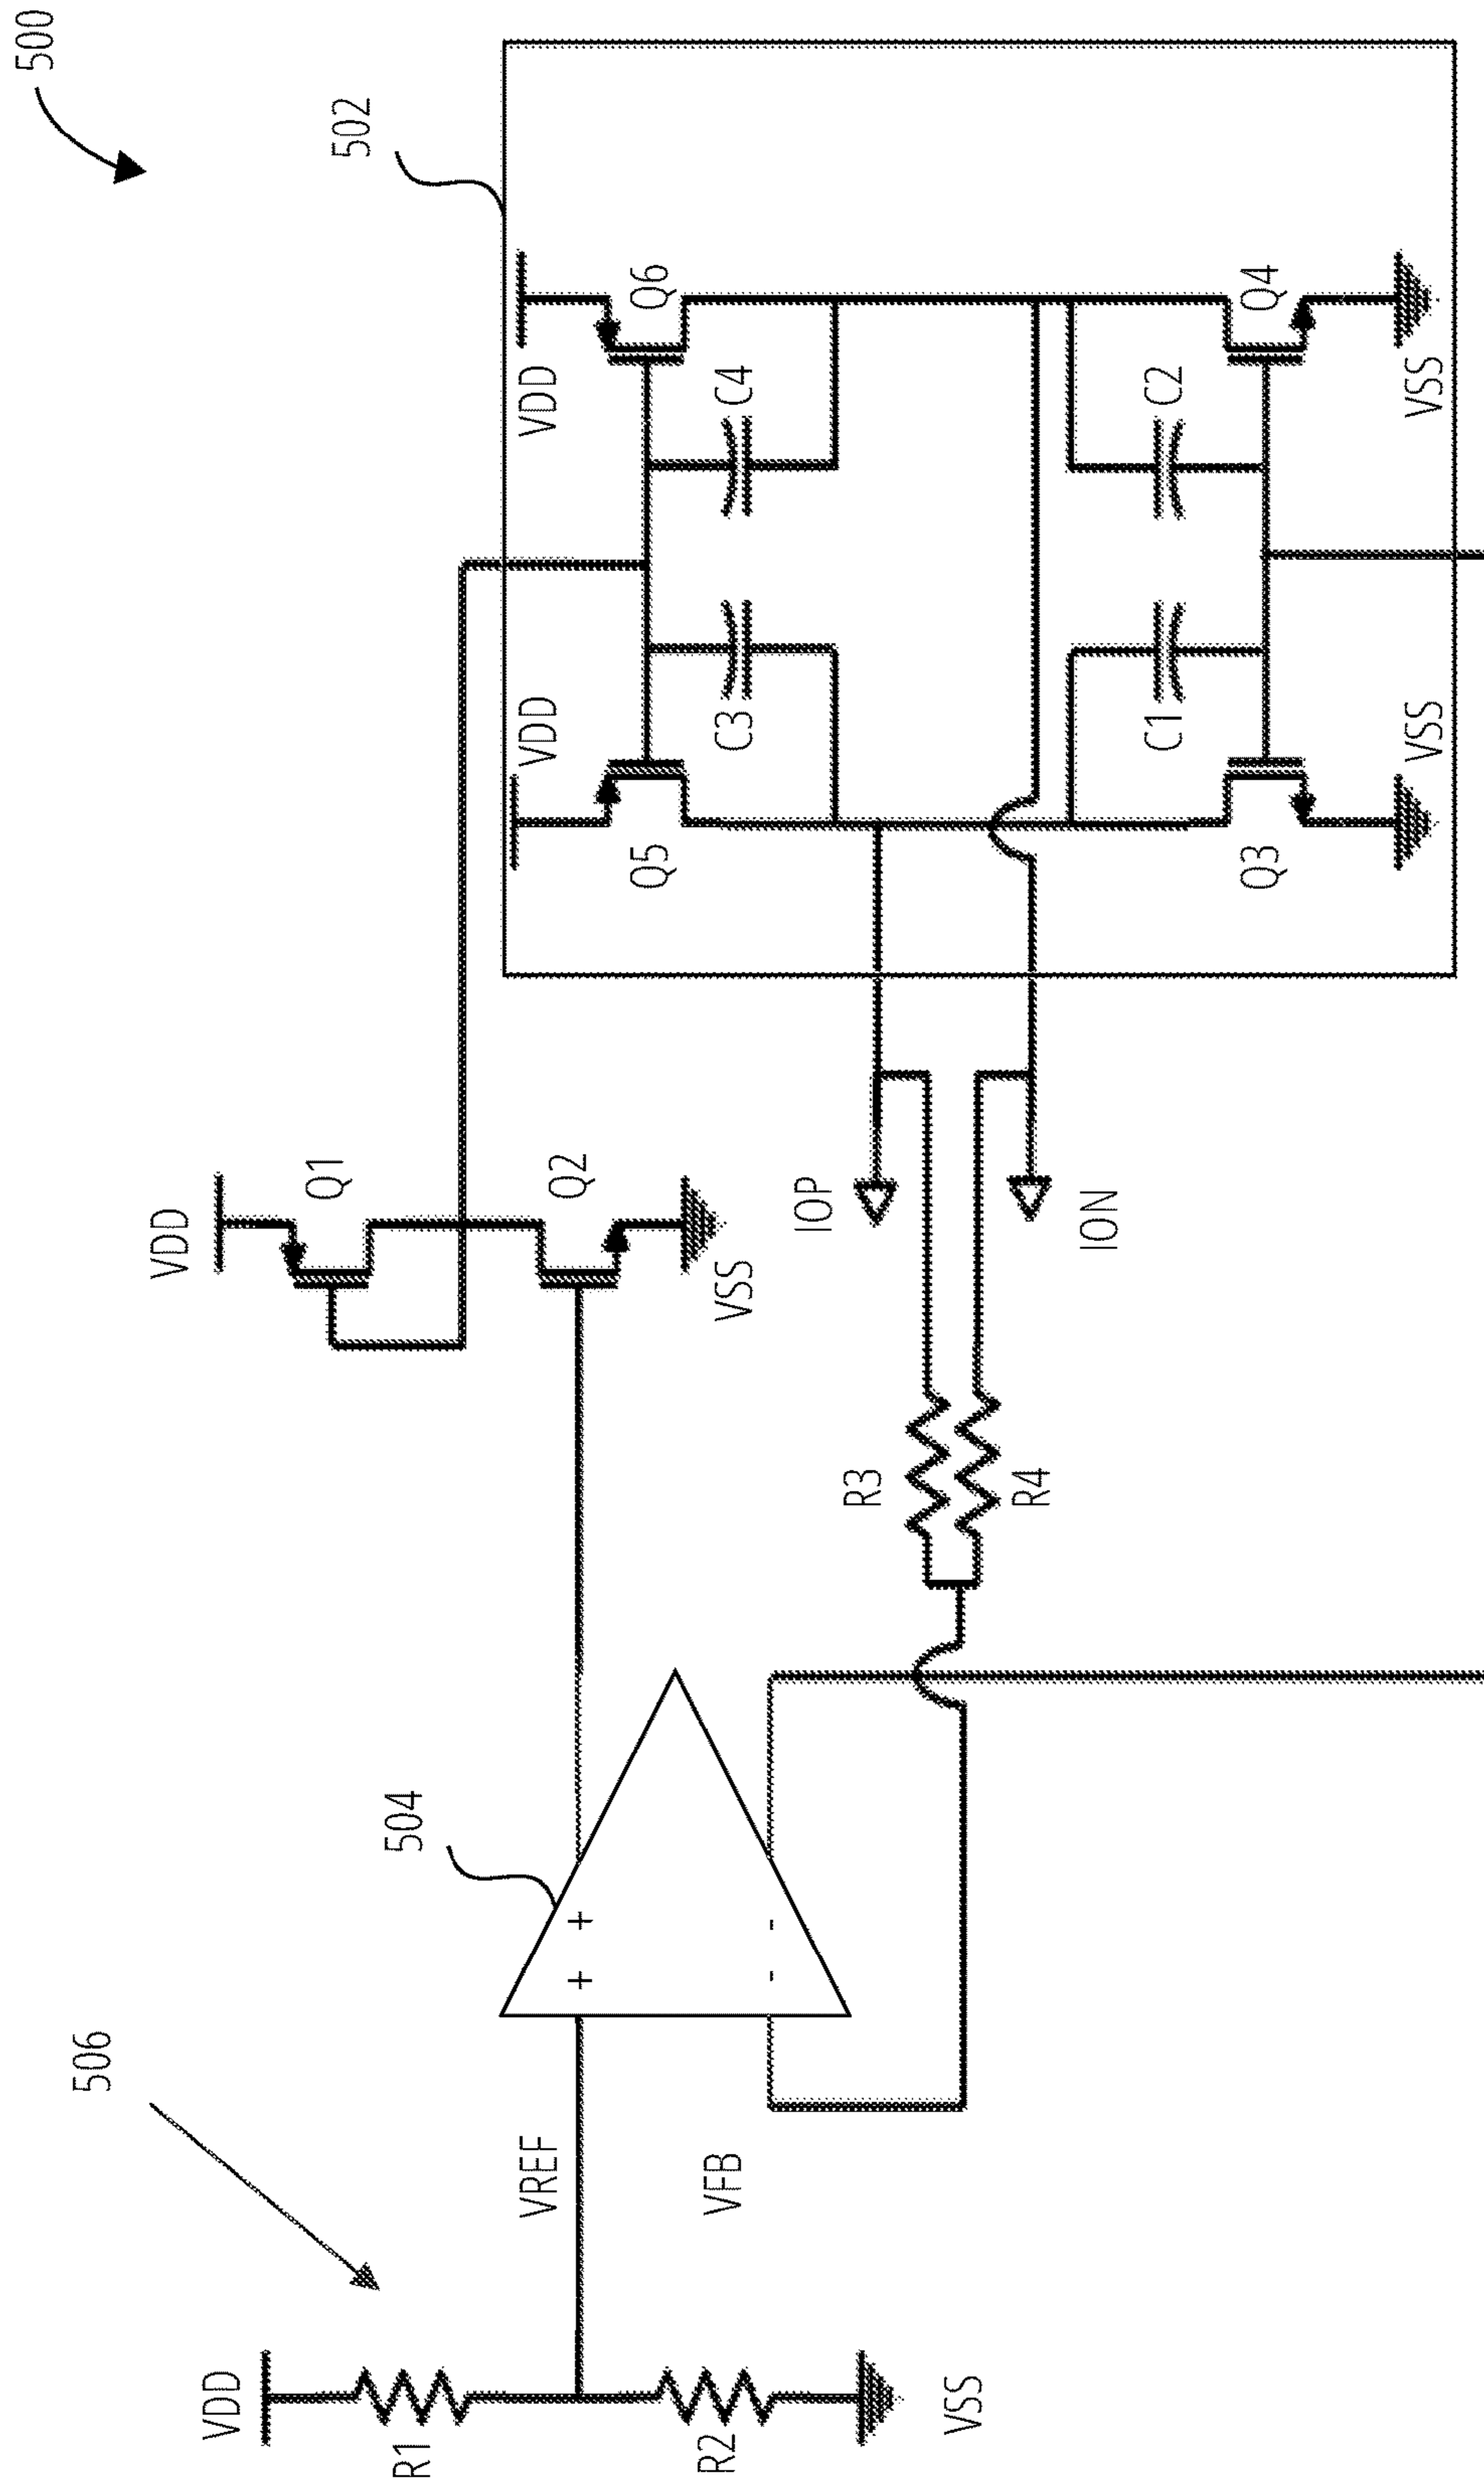 500
502
504
506
VDD
R1
R2
VSS
VREF
VFB
+ +
- -
VDD
Q1
Q2
VSS
R3
R4
IOP
ION
VDD
VDD
Q5
Q6
C3
C4
C1
C2
Q3
Q4
VSS
VSS